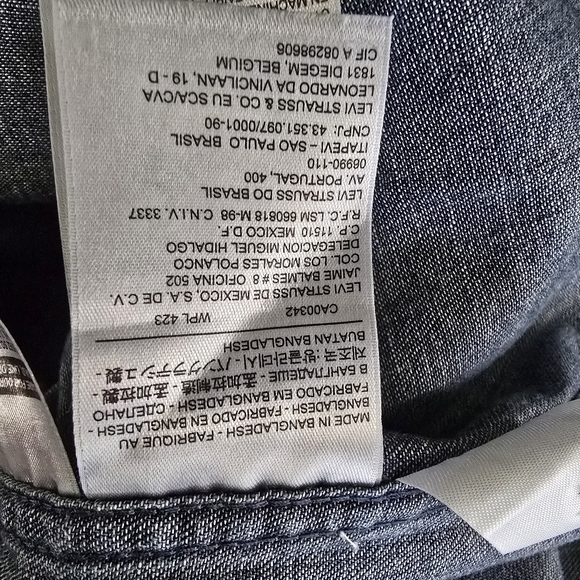 MADE IN BANGLADESH - FABRIQUE AU
BANGLADESH - FABRICADO EN BANGLADESH -
FABRICADO EM BANGLADESH - СДЕЛАНО
В БАНГЛАДЕШЕ - 孟加拉制造 - 孟加拉製 -
제조국:방글라데시 - バングラデシュ製 -
BUATAN BANGLADESH
CA00342 WPL 423
LEVI STRAUSS DE MEXICO, S.A. DE C.V.
JAIME BALMES # 8 OFICINA 502
COL. LOS MORALES POLANCO
DELEGACION MIGUEL HIDALGO
C.P. 11510 MEXICO D.F.
R.F.C. LSM 660818 M-98 C.N.I.V. 3337
LEVI STRAUSS DO BRASIL
AV. PORTUGAL, 400
06690-110
ITAPEVI – SAO PAULO BRASIL
CNPJ: 43.351.097/0001-90
LEVI STRAUSS & CO. EU SCA/CVA
LEONARDO DA VINCILAAN, 19 - D
1831 DIEGEM, BELGIUM
CIF A 08298606